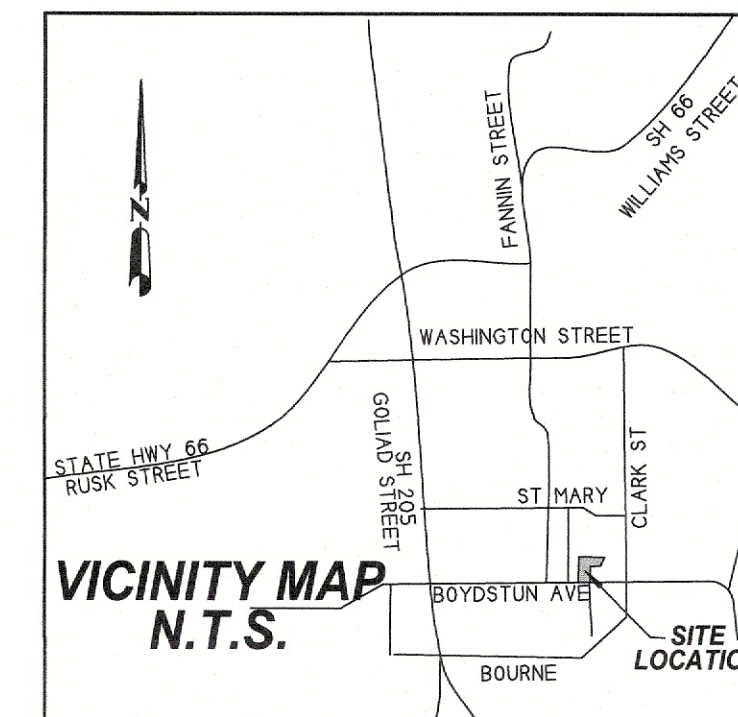 SH 66
WILLIAMS STREET
FANNIN STREET
N
WASHINGTON STREET
GOLIAD STREET
SH 205
STATE HWY 66
RUSK STREET
ST MARY
CLARK ST
VICINITY MAP
N.T.S.
BOYDSTUN AVE
SITE
LOCATIO
BOURNE